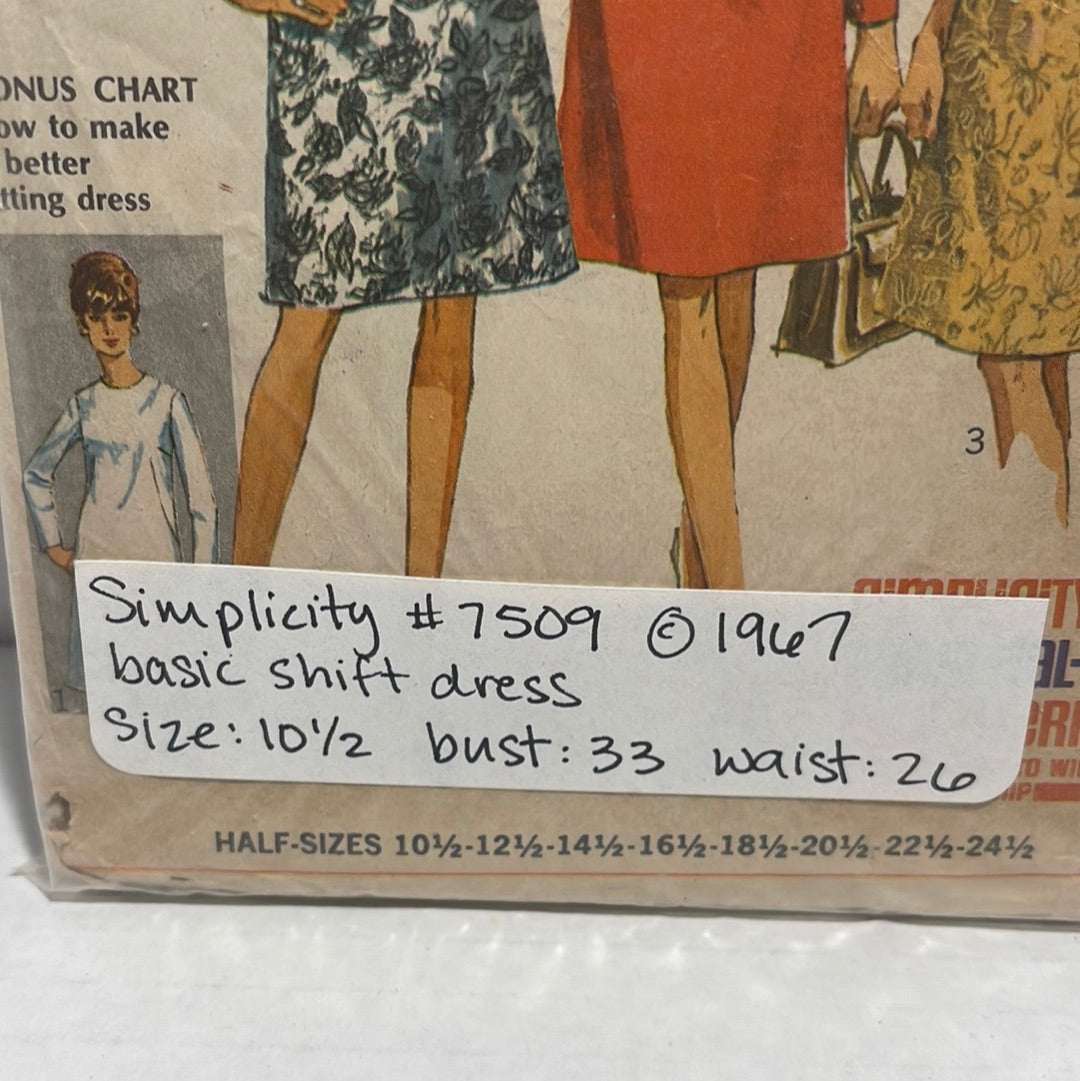 ONUS CHART
ow to make
better
tting dress
3
Simplicity #7509 © 1967
basic shift dress
Size: 10½ bust: 33 waist: 26
TO WI
HALF-SIZES 10½-12½-14½-16½-18½-20½-22½-24½